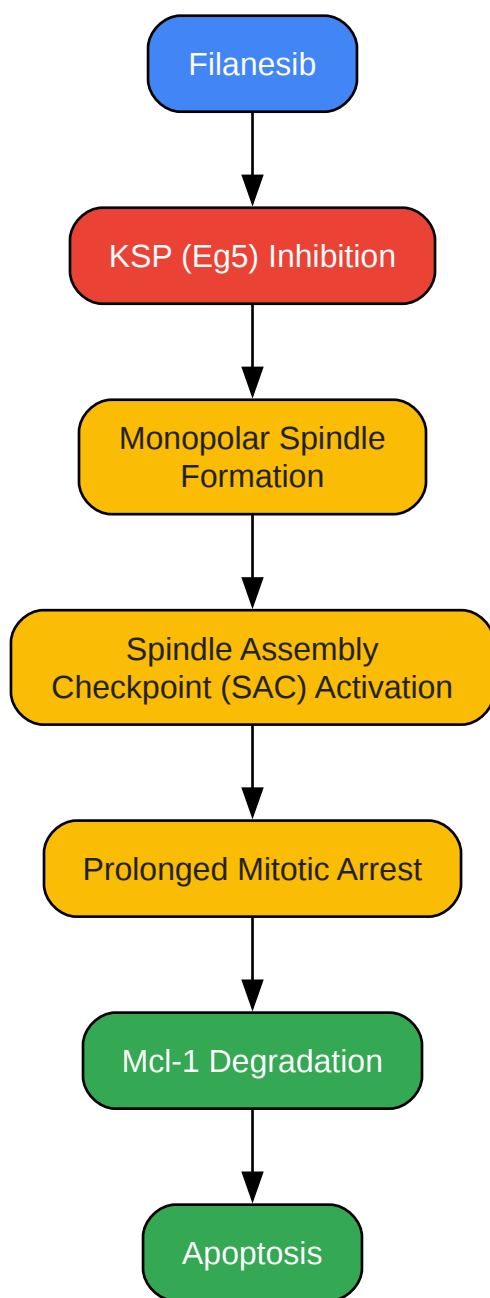 Filanesib
KSP (Eg5) Inhibition
Monopolar Spindle
Formation
Spindle Assembly
Checkpoint (SAC) Activation
Prolonged Mitotic Arrest
Mcl-1 Degradation
Apoptosis